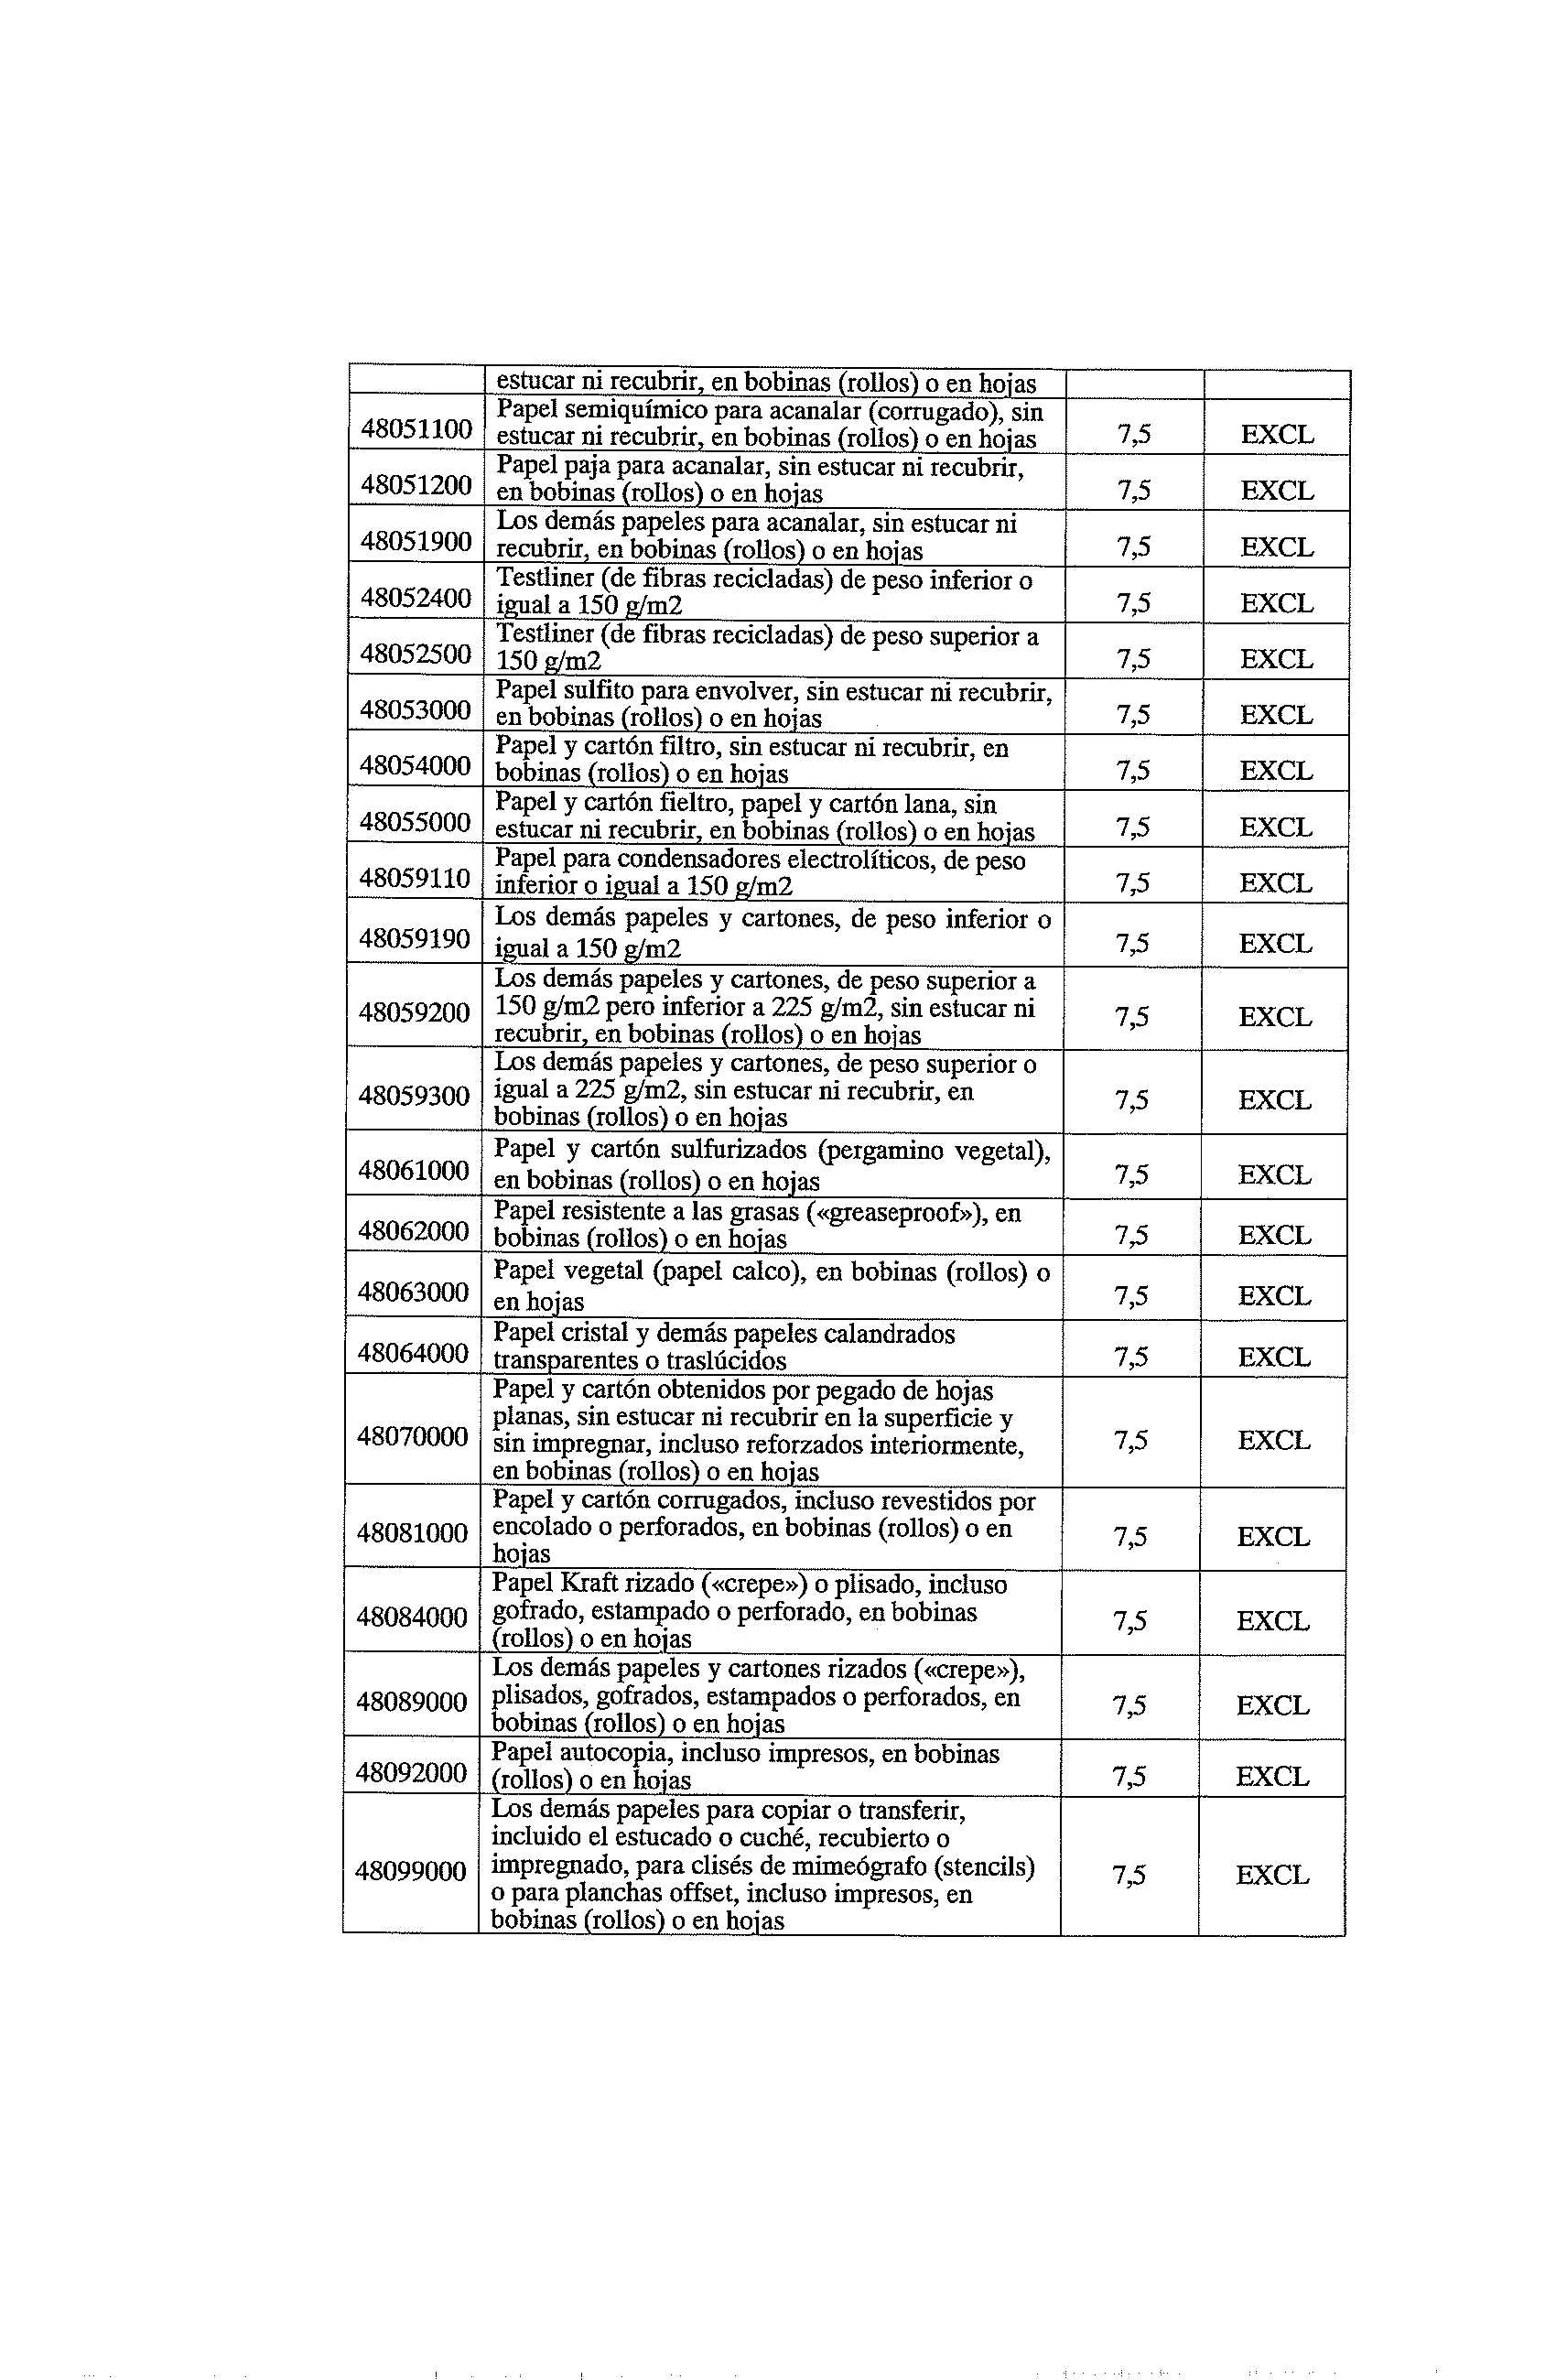 estucar ni recubrir, en bobinas (rollos) o en hojas
48051100 Papel semiquímico para acanalar (corrugado), sin
estucar ni recubrir, en bobinas (rollos) o en hojas 7,5 EXCL
48051200 Papel paja para acanalar, sin estucar ni recubrir,
en bobinas (rollos) o en hojas 7,5 EXCL
48051900 Los demás papeles para acanalar, sin estucar ni
recubrir, en bobinas (rollos) o en hojas 7,5 EXCL
48052400 Testliner (de fibras recicladas) de peso inferior o
igual a 150 g/m2 7,5 EXCL
48052500 Testliner (de fibras recicladas) de peso superior a
150 g/m2 7,5 EXCL
48053000 Papel sulfito para envolver, sin estucar ni recubrir,
en bobinas (rollos) o en hojas 7,5 EXCL
48054000 Papel y cartón filtro, sin estucar ni recubrir, en
bobinas (rollos) o en hojas 7,5 EXCL
48055000 Papel y cartón fieltro, papel y cartón lana, sin
estucar ni recubrir, en bobinas (rollos) o en hojas 7,5 EXCL
48059110 Papel para condensadores electrolíticos, de peso
inferior o igual a 150 g/m2 7,5 EXCL
48059190 Los demás papeles y cartones, de peso inferior o
igual a 150 g/m2 7,5 EXCL
Los demás papeles y cartones, de peso superior a
48059200 150 g/m2 pero inferior a 225 g/m2, sin estucar ni 7,5 EXCL
recubrir, en bobinas (rollos) o en hojas
Los demás papeles y cartones, de peso superior o
48059300 igual a 225 g/m2, sin estucar ni recubrir, en 7,5 EXCL
bobinas (rollos) o en hojas
48061000 Papel y cartón sulfurizados (pergamino vegetal),
en bobinas (rollos) o en hojas 7,5 EXCL
48062000 Papel resistente a las grasas («greaseproof»), en
bobinas (rollos) o en hojas 7,5 EXCL
48063000 Papel vegetal (papel calco), en bobinas (rollos) o
en hojas 7,5 EXCL
48064000 Papel cristal y demás papeles calandrados
transparentes o traslúcidos 7,5 EXCL
Papel y cartón obtenidos por pegado de hojas
planas, sin estucar ni recubrir en la superficie y
48070000 sin impregnar, incluso reforzados interiormente, 7,5 EXCL
en bobinas (rollos) o en hojas
Papel y cartón corrugados, incluso revestidos por
48081000 encolado o perforados, en bobinas (rollos) o en 7,5 EXCL
hojas
Papel Kraft rizado («crepe») o plisado, incluso
48084000 gofrado, estampado o perforado, en bobinas 7,5 EXCL
(rollos) o en hojas
Los demás papeles y cartones rizados («crepe»),
48089000 plisados, gofrados, estampados o perforados, en 7,5 EXCL
bobinas (rollos) o en hojas
48092000 Papel autocopia, incluso impresos, en bobinas
(rollos) o en hojas 7,5 EXCL
Los demás papeles para copiar o transferir,
incluido el estucado o cuché, recubierto o
48099000 impregnado, para clisés de mimeógrafo (stencils) 7,5 EXCL
o para planchas offset, incluso impresos, en
bobinas (rollos) o en hojas